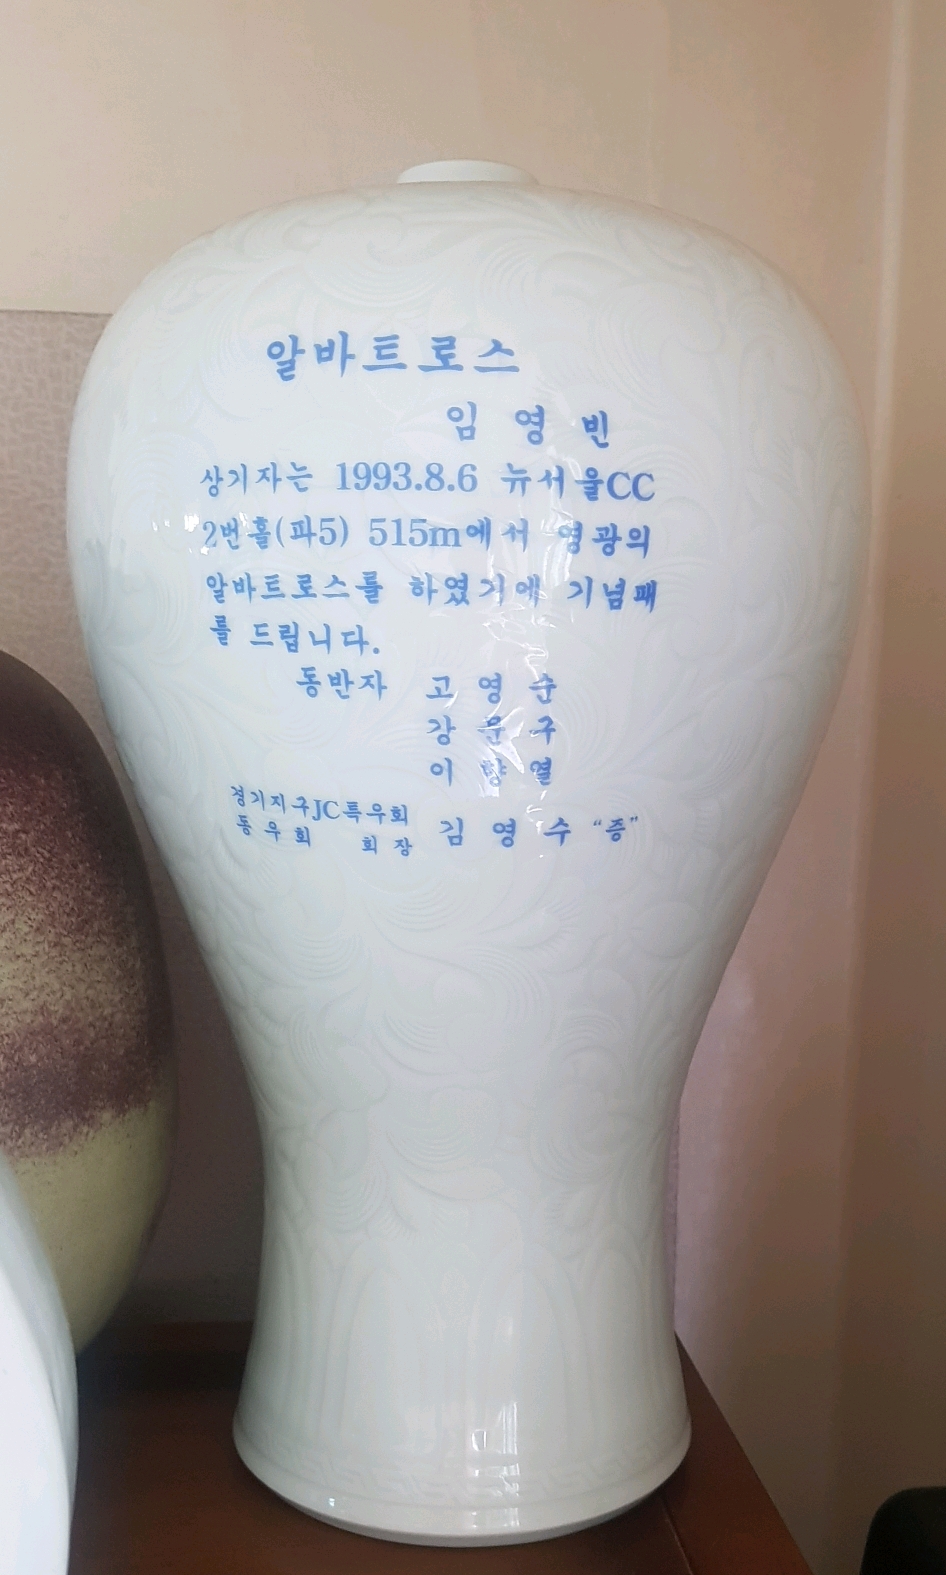 알바트로스
임 영 빈
상기자는 1993.8.6 뉴서울CC
2번홀(파5) 515m에서 영광의
알바트로스를 하였기에 기념패
를 드립니다.
동반자 고 영 순
강 문 구
이 향 열
경기지구JC특우회
동우회 회장 김 영 수 “증”